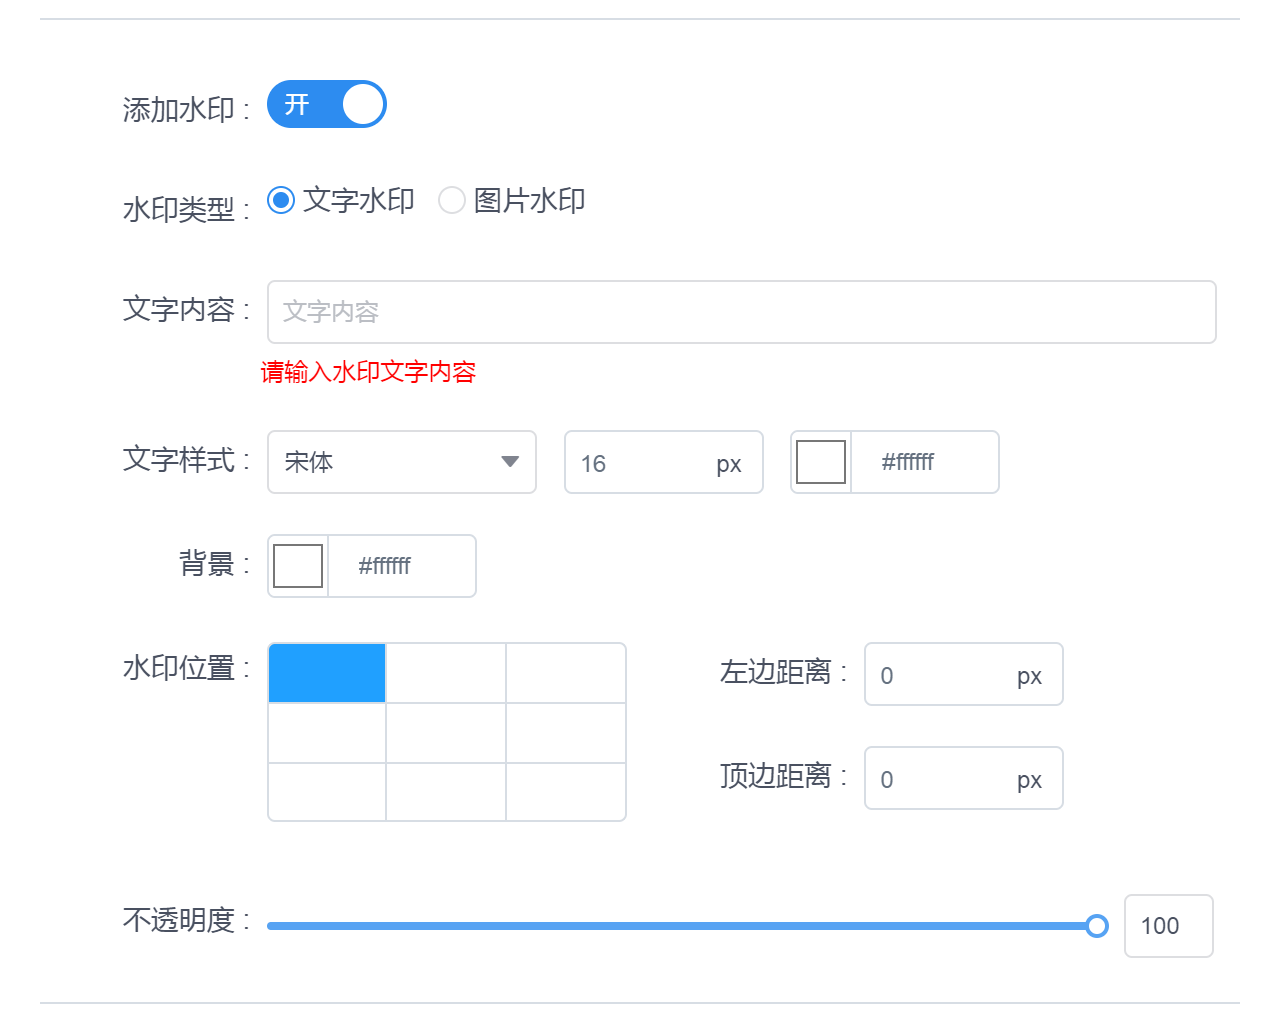 添加水印 : 开
水印类型 : 文字水印 图片水印
文字内容 : 文字内容
请输入水印文字内容
文字样式 : 宋体 16 px #ffffff
背景 : #ffffff
水印位置 : 左边距离 : 0 px
顶边距离 : 0 px
不透明度 : 100